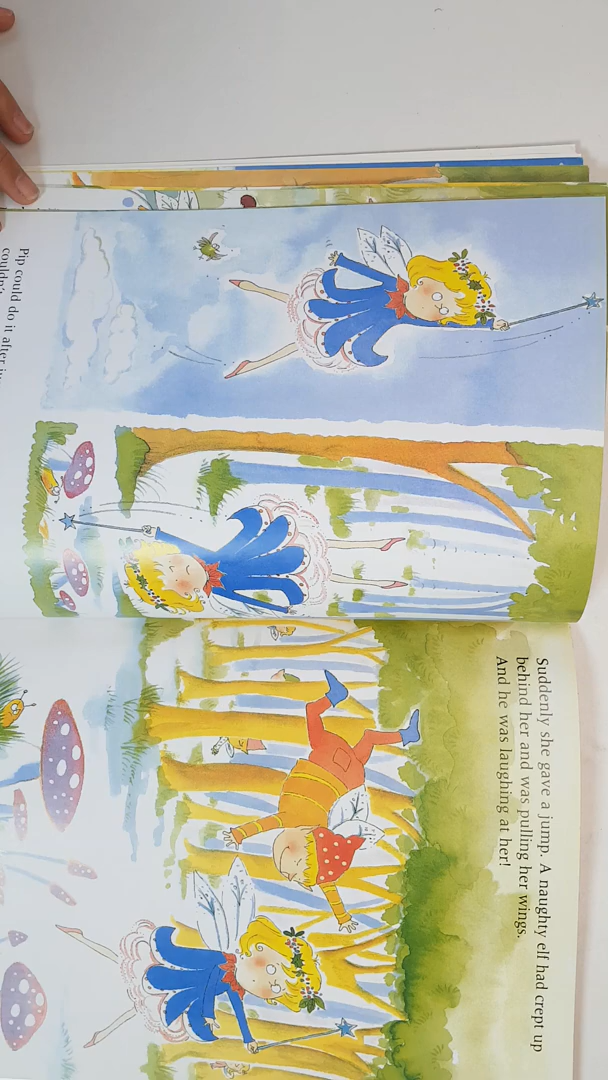 Pip could do it after
couldn't
Suddenly she gave a jump. A naughty elf had crept up
behind her and was pulling her wings.
And he was laughing at her!